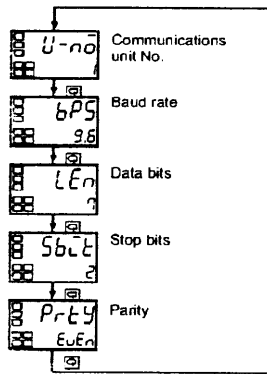 U-no
Communications
unit No.
1
bPS
Baud rate
9.6
LEn
Data bits
7
Sbit
Stop bits
2
PrtY
Parity
EvEn